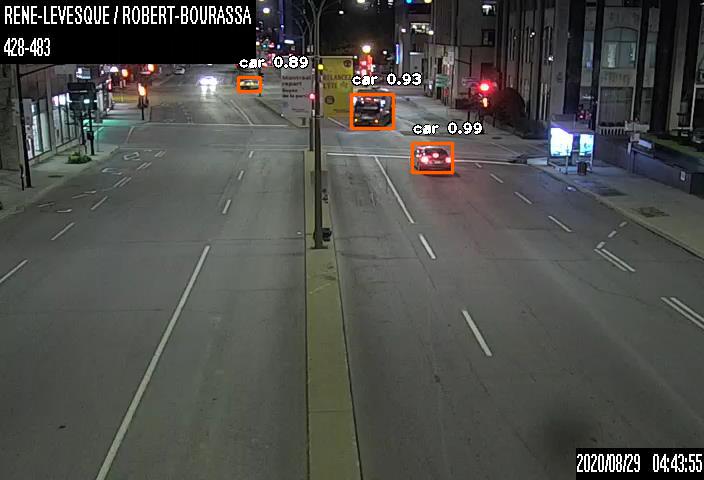 RENE-LEVESQUE / ROBERT-BOURASSA
428-483
car 0.89
car 0.93
car 0.99
2020/08/29 04:43:55